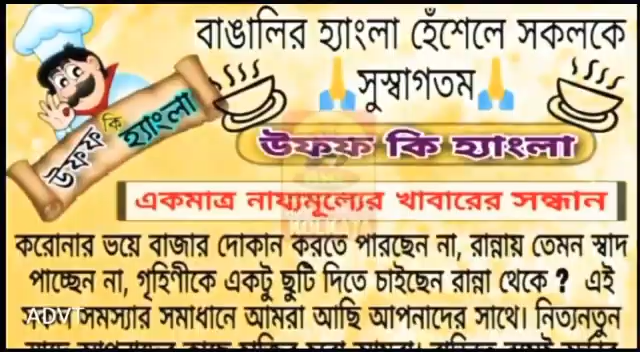 বাঙালির হ্যাংলা হেঁশেলে সকলকে
সুস্বাগতম
উফফ কি হ্যাংলা
উফফ কি হ্যাংলা
একমাত্র নায্যমূল্যের খাবারের সন্ধান
করোনার ভয়ে বাজার দোকান করতে পারছেন না, রান্নায় তেমন স্বাদ
পাচ্ছেন না, গৃহিণীকে একটু ছুটি দিতে চাইছেন রান্না থেকে ? এই
সকল সমস্যার সমাধানে আমরা আছি আপনাদের সাথে। নিত্যনতুন
ADVT